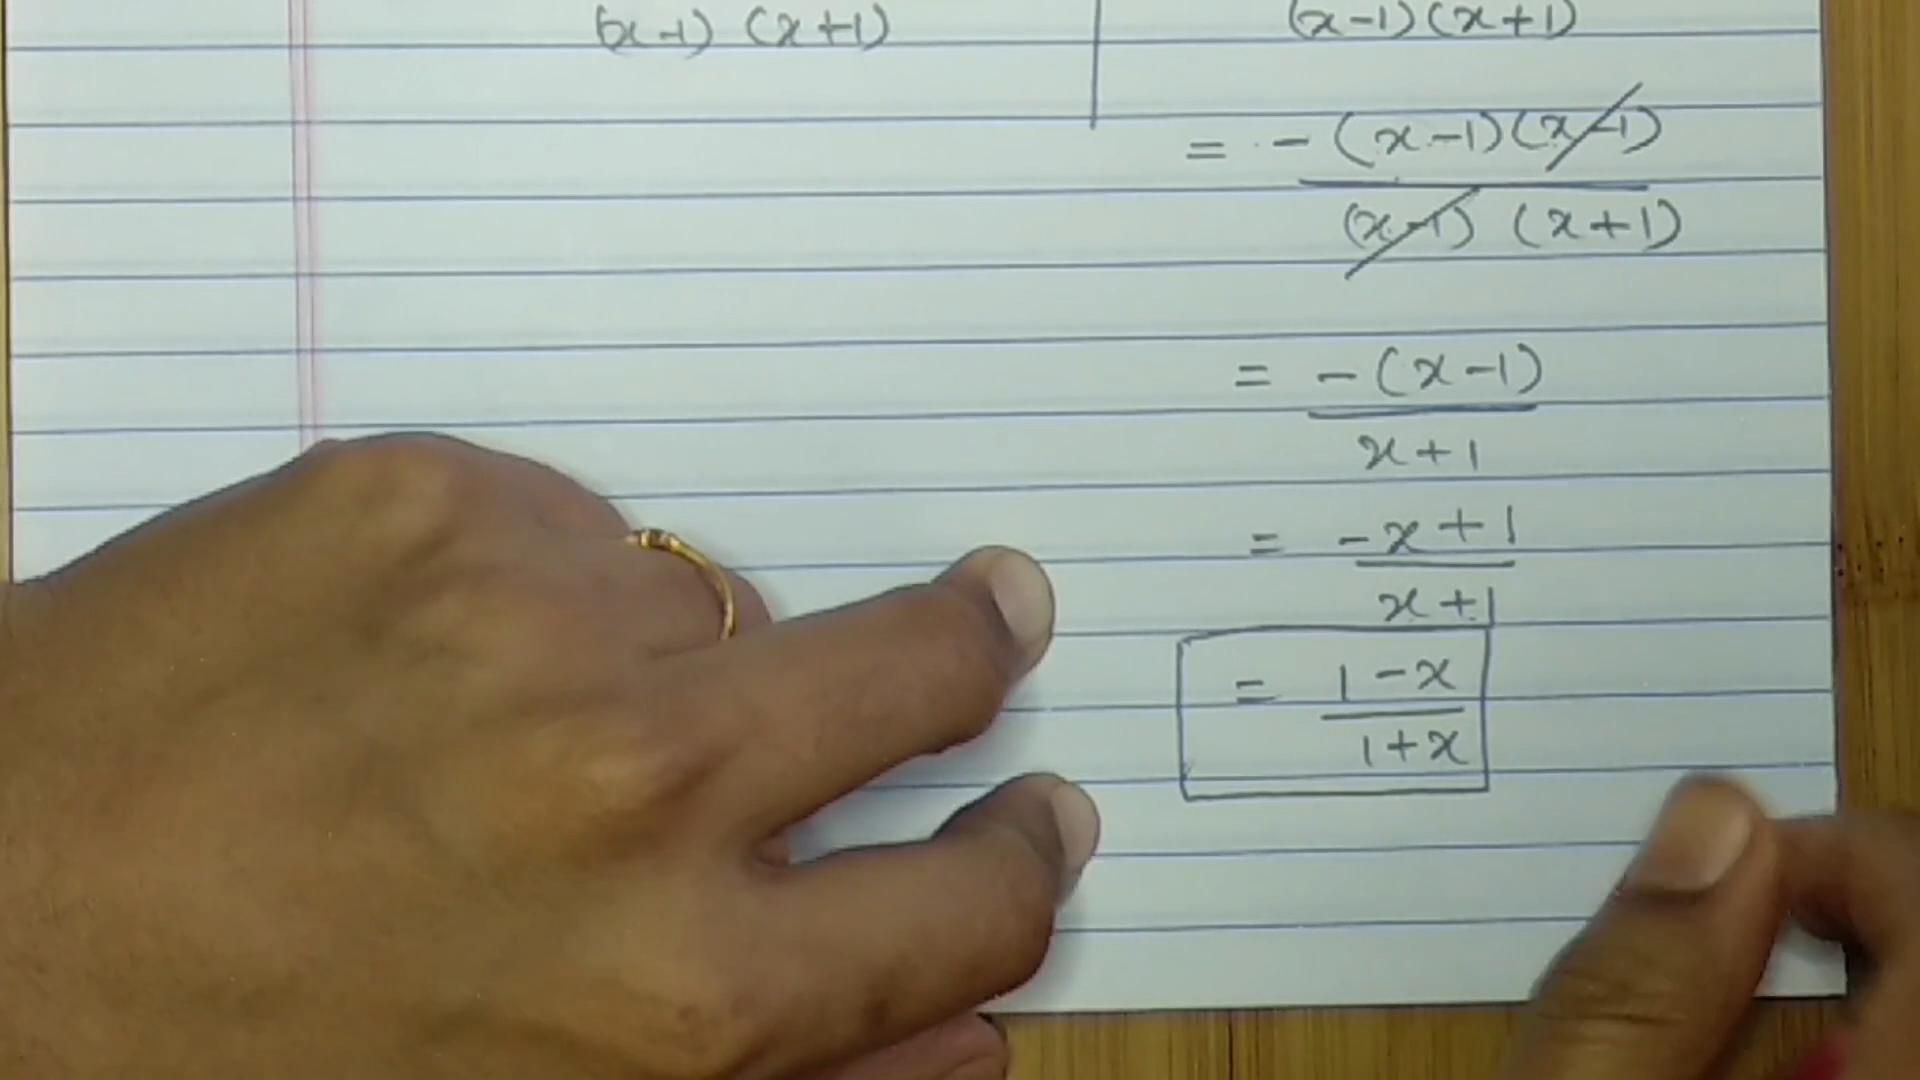 (x-1) (x+1)
(x-1)(x+1)
= - (x-1)(x-1)
(x-1) (x+1)
= -(x-1)
x+1
= -x+1
x+1
= 1-x
1+x